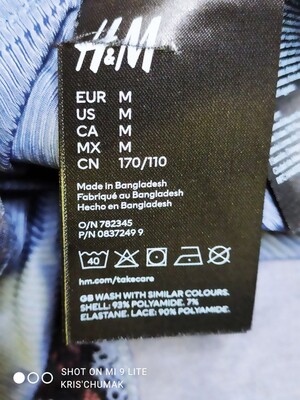 H&M
EUR M
US M
CA M
MX M
CN 170/110
Made in Bangladesh
Fabriqué au Bangladesh
Hecho en Bangladesh
O/N 782345
P/N 0837249 9
40
hm.com/takecare
GB WASH WITH SIMILAR COLOURS.
SHELL: 93% POLYAMIDE. 7%
ELASTANE. LACE: 90% POLYAMIDE.
SHOT ON MI 9 LITE
KRIS'CHUMAK